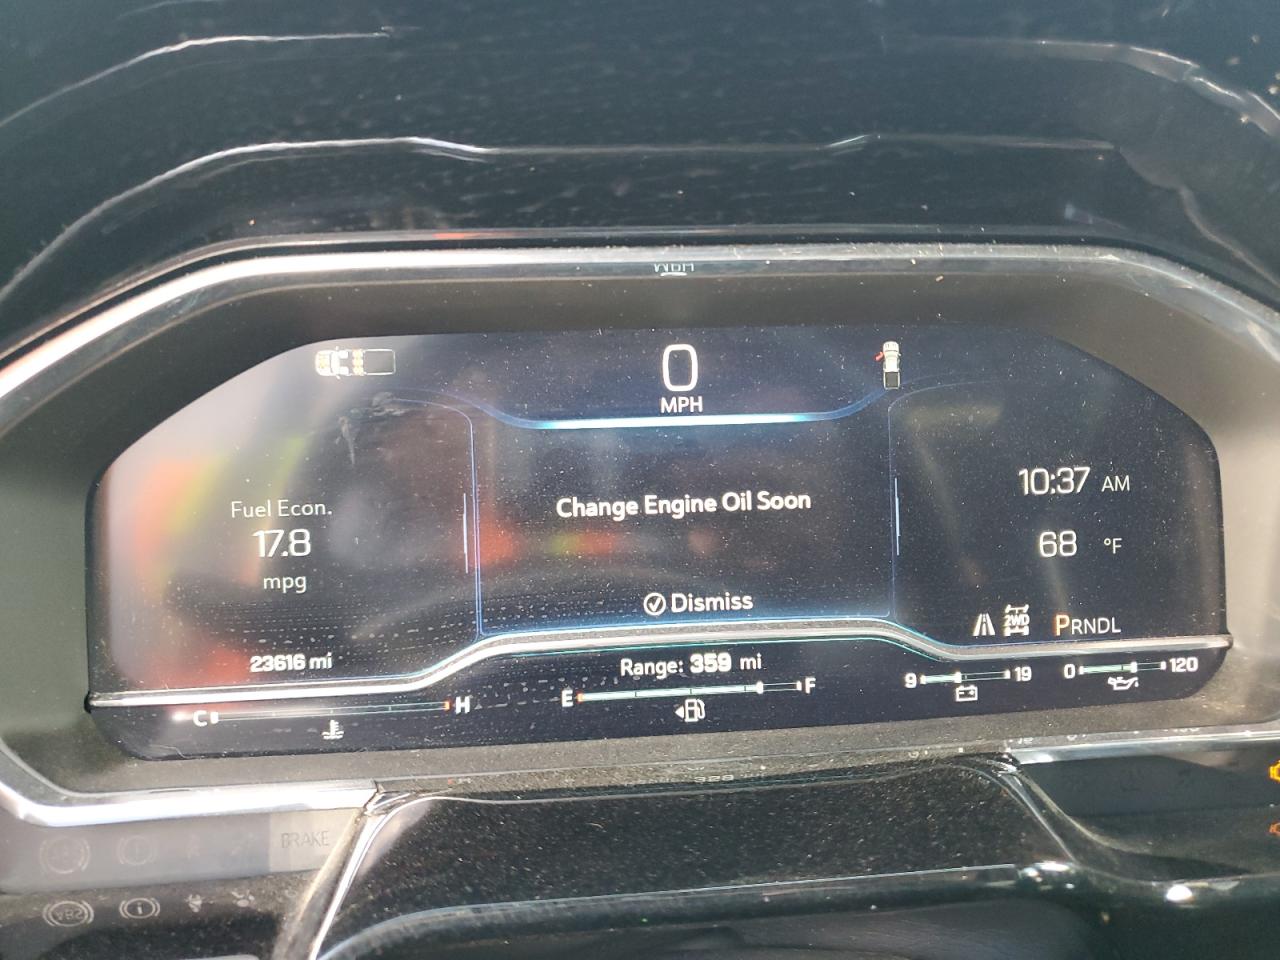 0
MPH
Fuel Econ.
17.8
mpg
Change Engine Oil Soon
Dismiss
10:37 AM
68 °F
2WD
PRNDL
23616 mi
Range: 359 mi
C H
E F
9 19
0 120
BRAKE